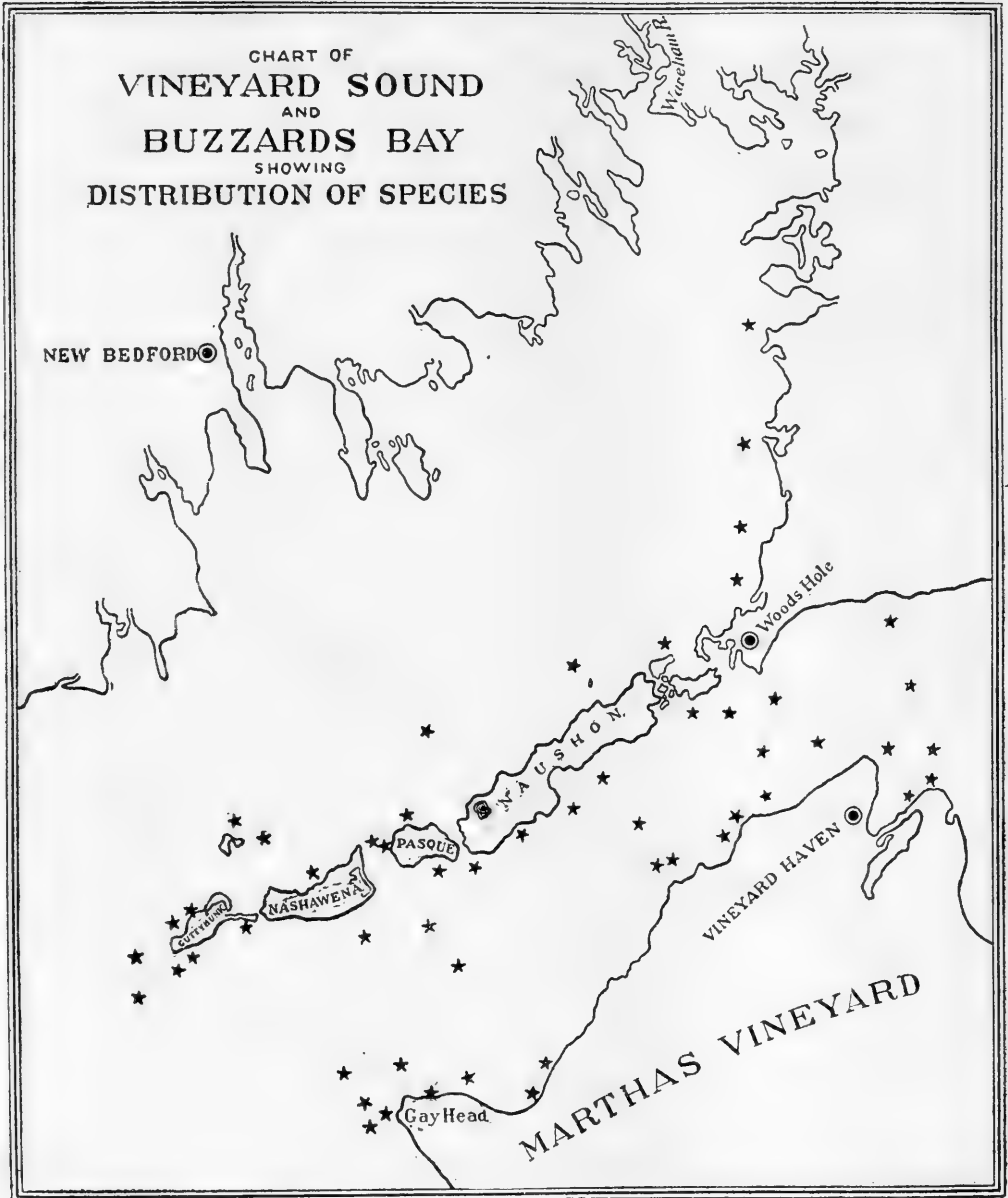 CHART OF
VINEYARD SOUND
AND
BUZZARDS BAY
SHOWING
DISTRIBUTION OF SPECIES
Wareham R.
NEW BEDFORD
Woods Hole
NAUSHON.
PASQUE
NASHAWENA
CUTTYHUNK
VINEYARD HAVEN
MARTHAS VINEYARD
Gay Head